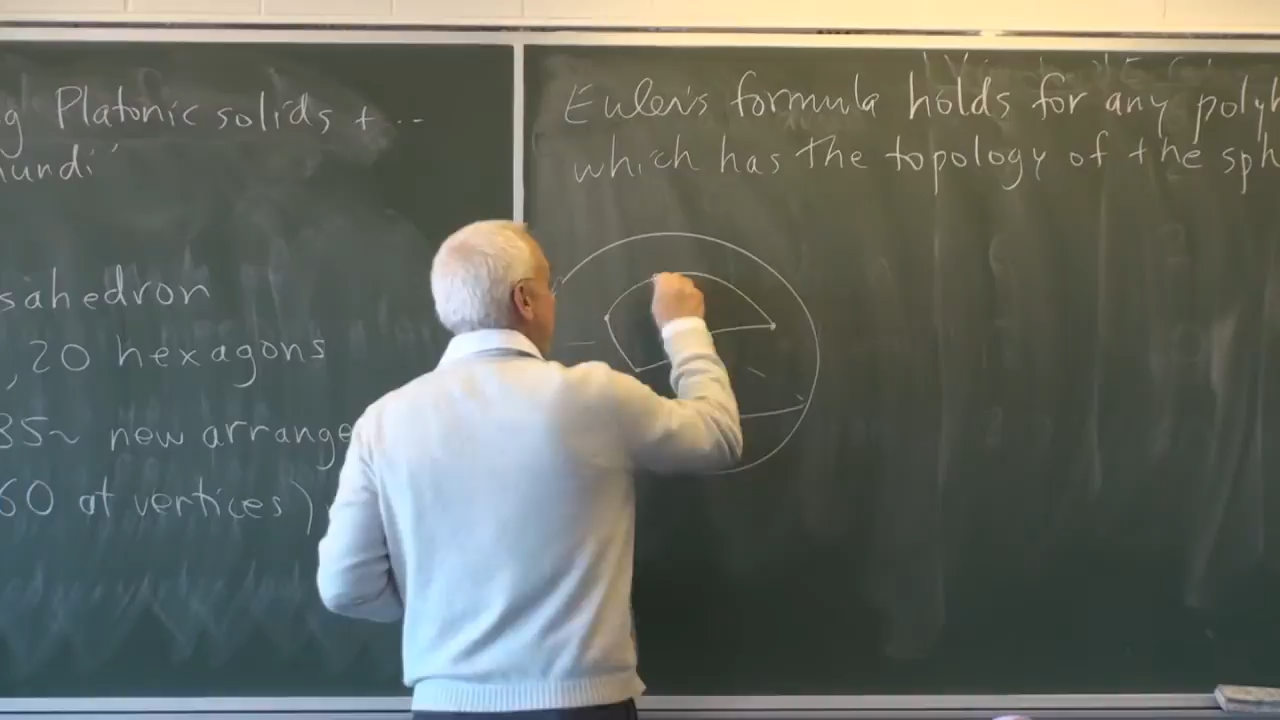 g Platonic solids + ...
undi"
sahedron
, 20 hexagons
85~ new arrange
60 at vertices)
Euler's formula holds for any polyh
which has the topology of the sph